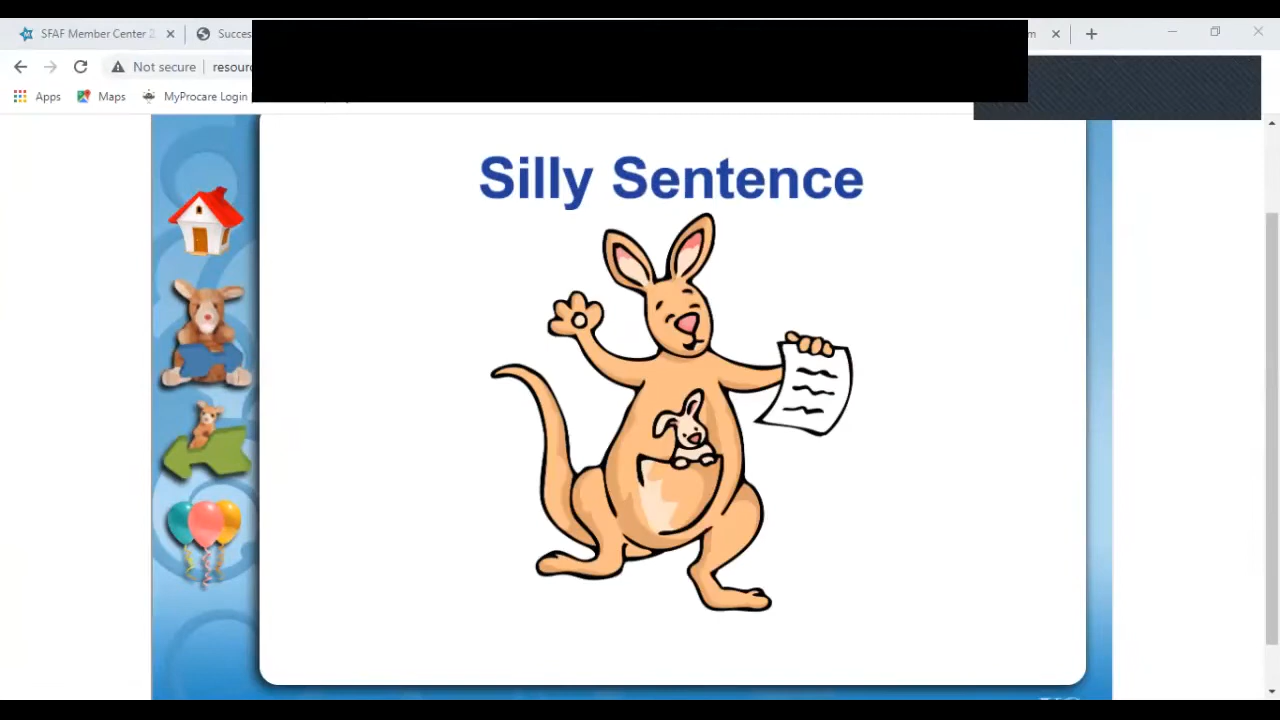 SFAF Member Center
Succes
Not secure
resour
Apps
Maps
MyProcare Login
Silly Sentence